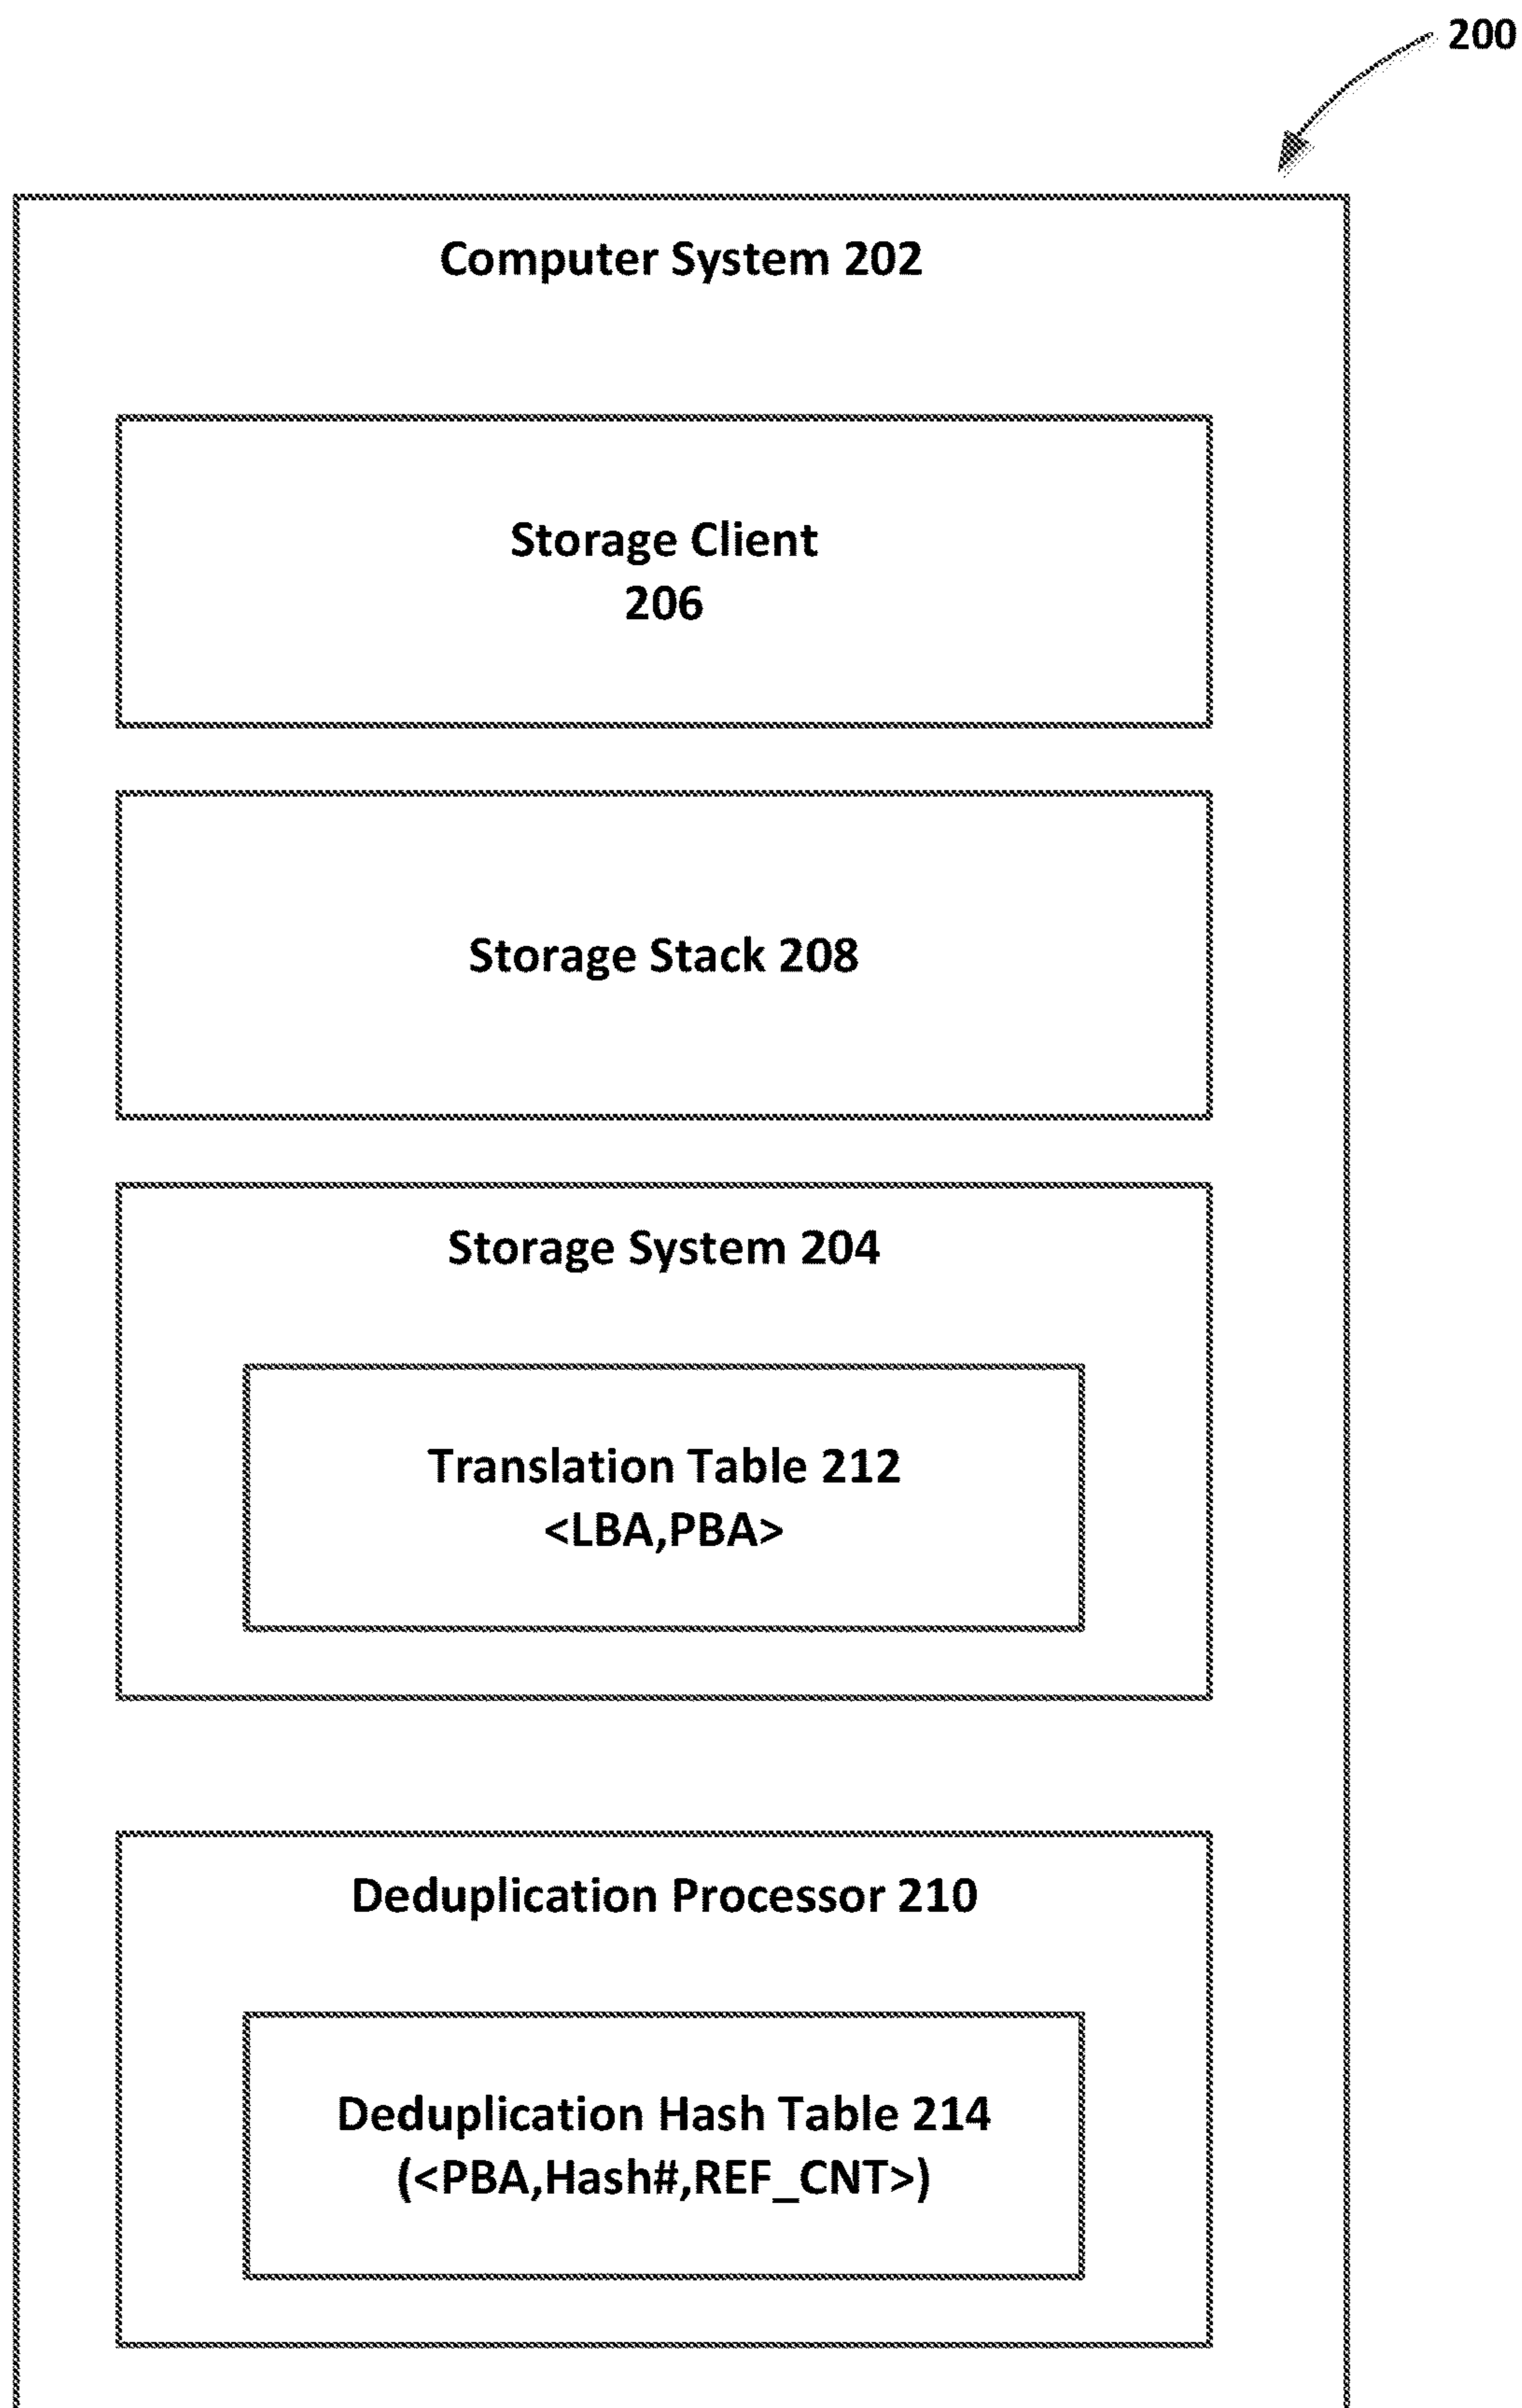 200
Computer System 202
Storage Client
206
Storage Stack 208
Storage System 204
Translation Table 212
<LBA,PBA>
Deduplication Processor 210
Deduplication Hash Table 214
(<PBA,Hash#,REF_CNT>)